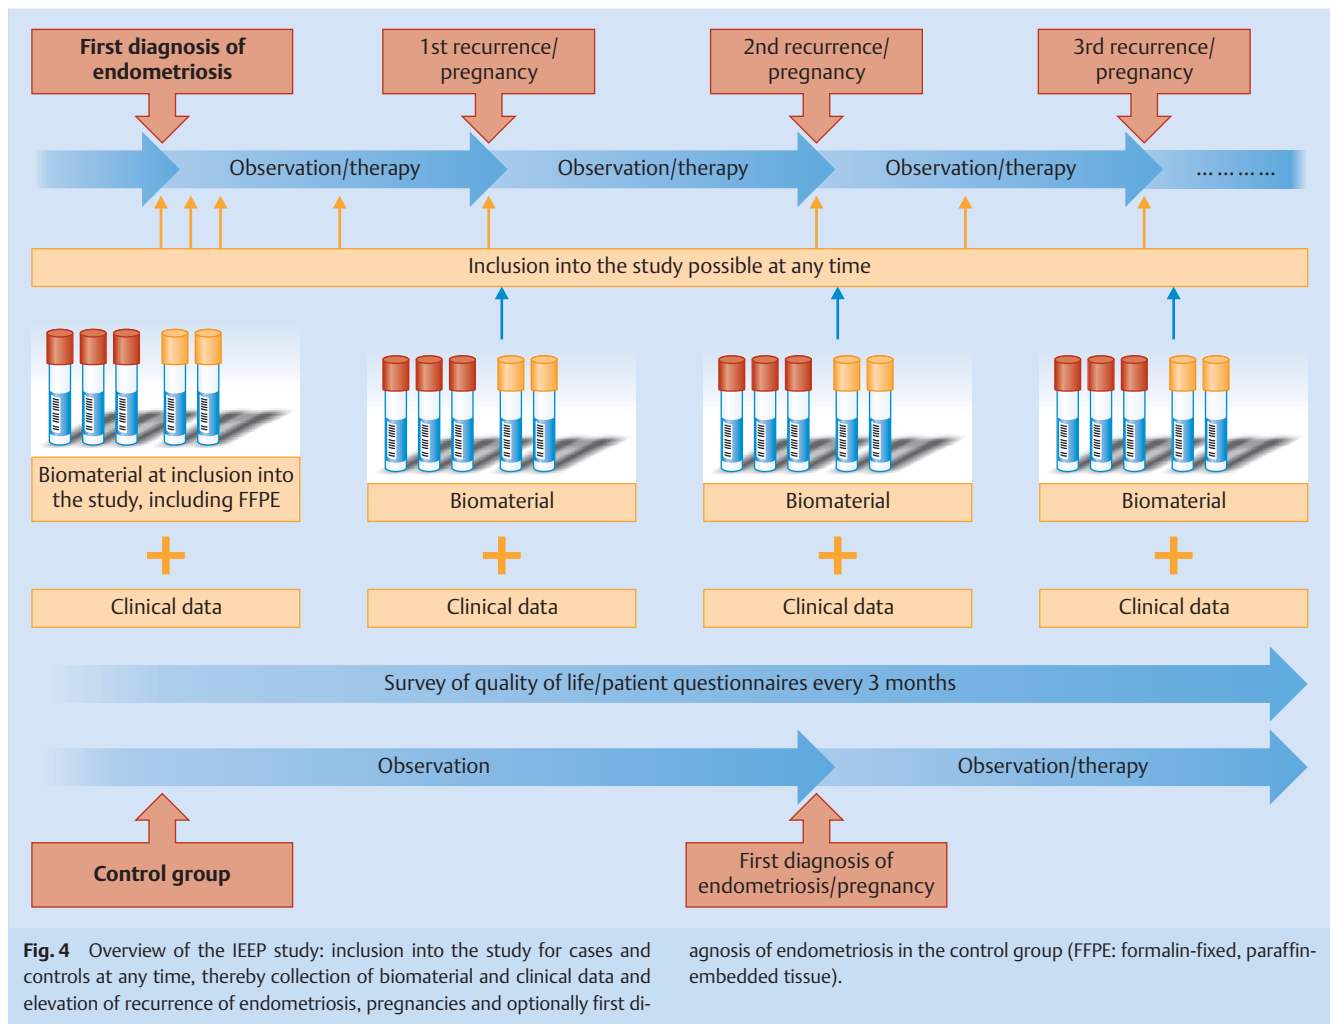 First diagnosis of
endometriosis
1st recurrence/
pregnancy
2nd recurrence/
pregnancy
3rd recurrence/
pregnancy
Observation/therapy
Observation/therapy
Observation/therapy
... ... ... ...
Inclusion into the study possible at any time
Biomaterial at inclusion into
the study, including FFPE
Biomaterial
Biomaterial
Biomaterial
+
+
+
+
Clinical data
Clinical data
Clinical data
Clinical data
Survey of quality of life/patient questionnaires every 3 months
Observation
Observation/therapy
Control group
First diagnosis of
endometriosis/pregnancy
Fig. 4 Overview of the IEEP study: inclusion into the study for cases and
controls at any time, thereby collection of biomaterial and clinical data and
elevation of recurrence of endometriosis, pregnancies and optionally first di-
agnosis of endometriosis in the control group (FFPE: formalin-fixed, paraffin-
embedded tissue).